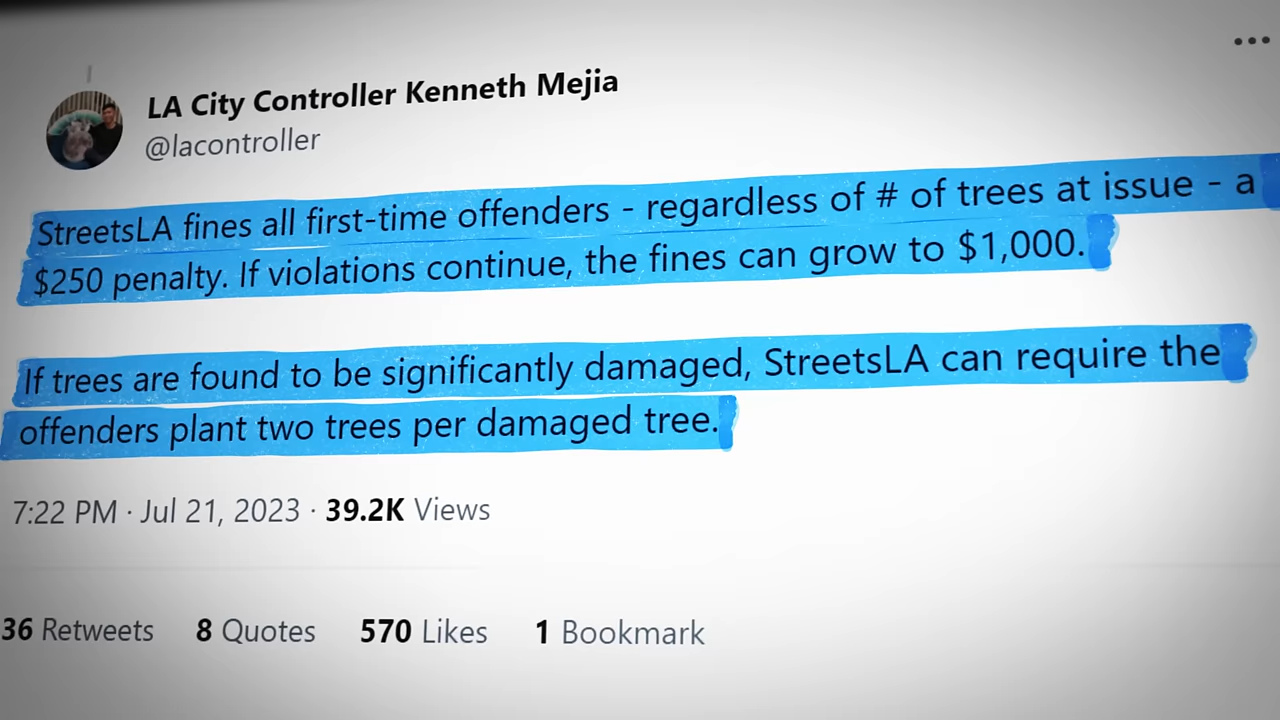 LA City Controller Kenneth Mejia
@lacontroller
StreetsLA fines all first-time offenders - regardless of # of trees at issue - a
$250 penalty. If violations continue, the fines can grow to $1,000.
If trees are found to be significantly damaged, StreetsLA can require the
offenders plant two trees per damaged tree.
7:22 PM · Jul 21, 2023 · 39.2K Views
36 Retweets 8 Quotes 570 Likes 1 Bookmark